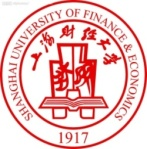 SHANGHAI UNIVERSITY OF FINANCE & ECONOMICS
上海财经大学
1917